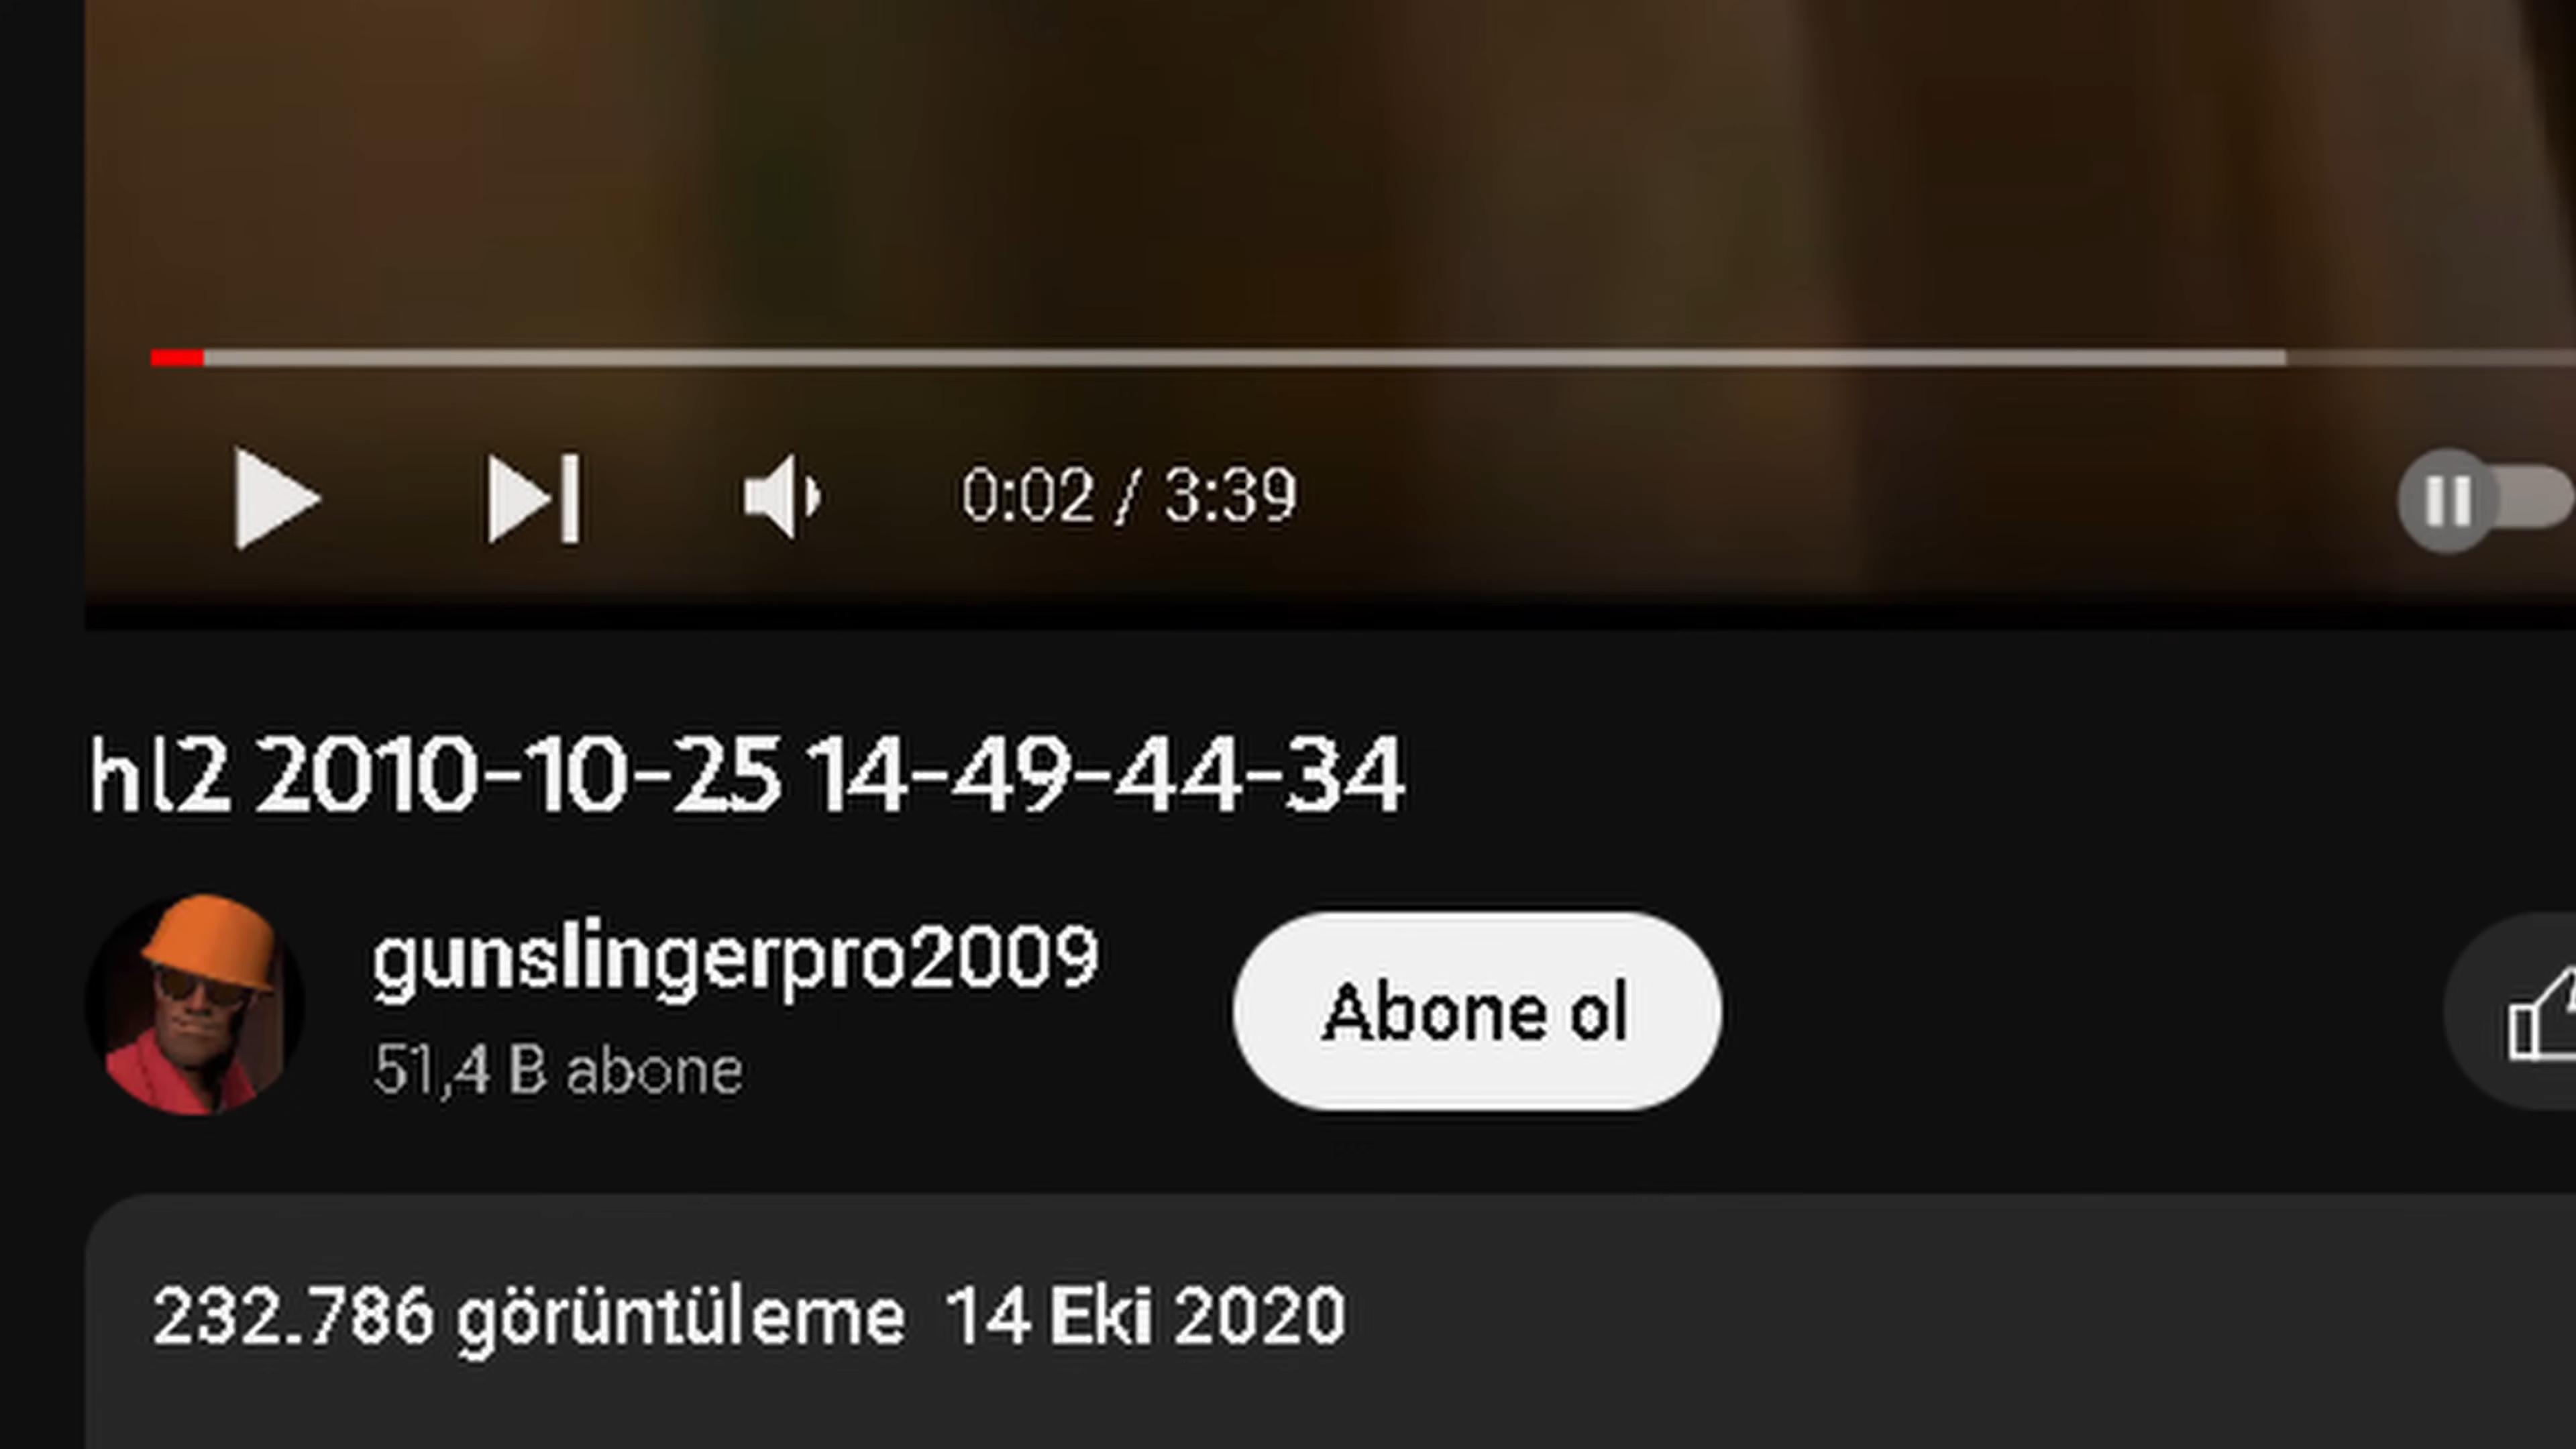 0:02 / 3:39
hl2 2010-10-25 14-49-44-34
gunslingerpro2009
Abone ol
51,4 B abone
232.786 görüntüleme 14 Eki 2020